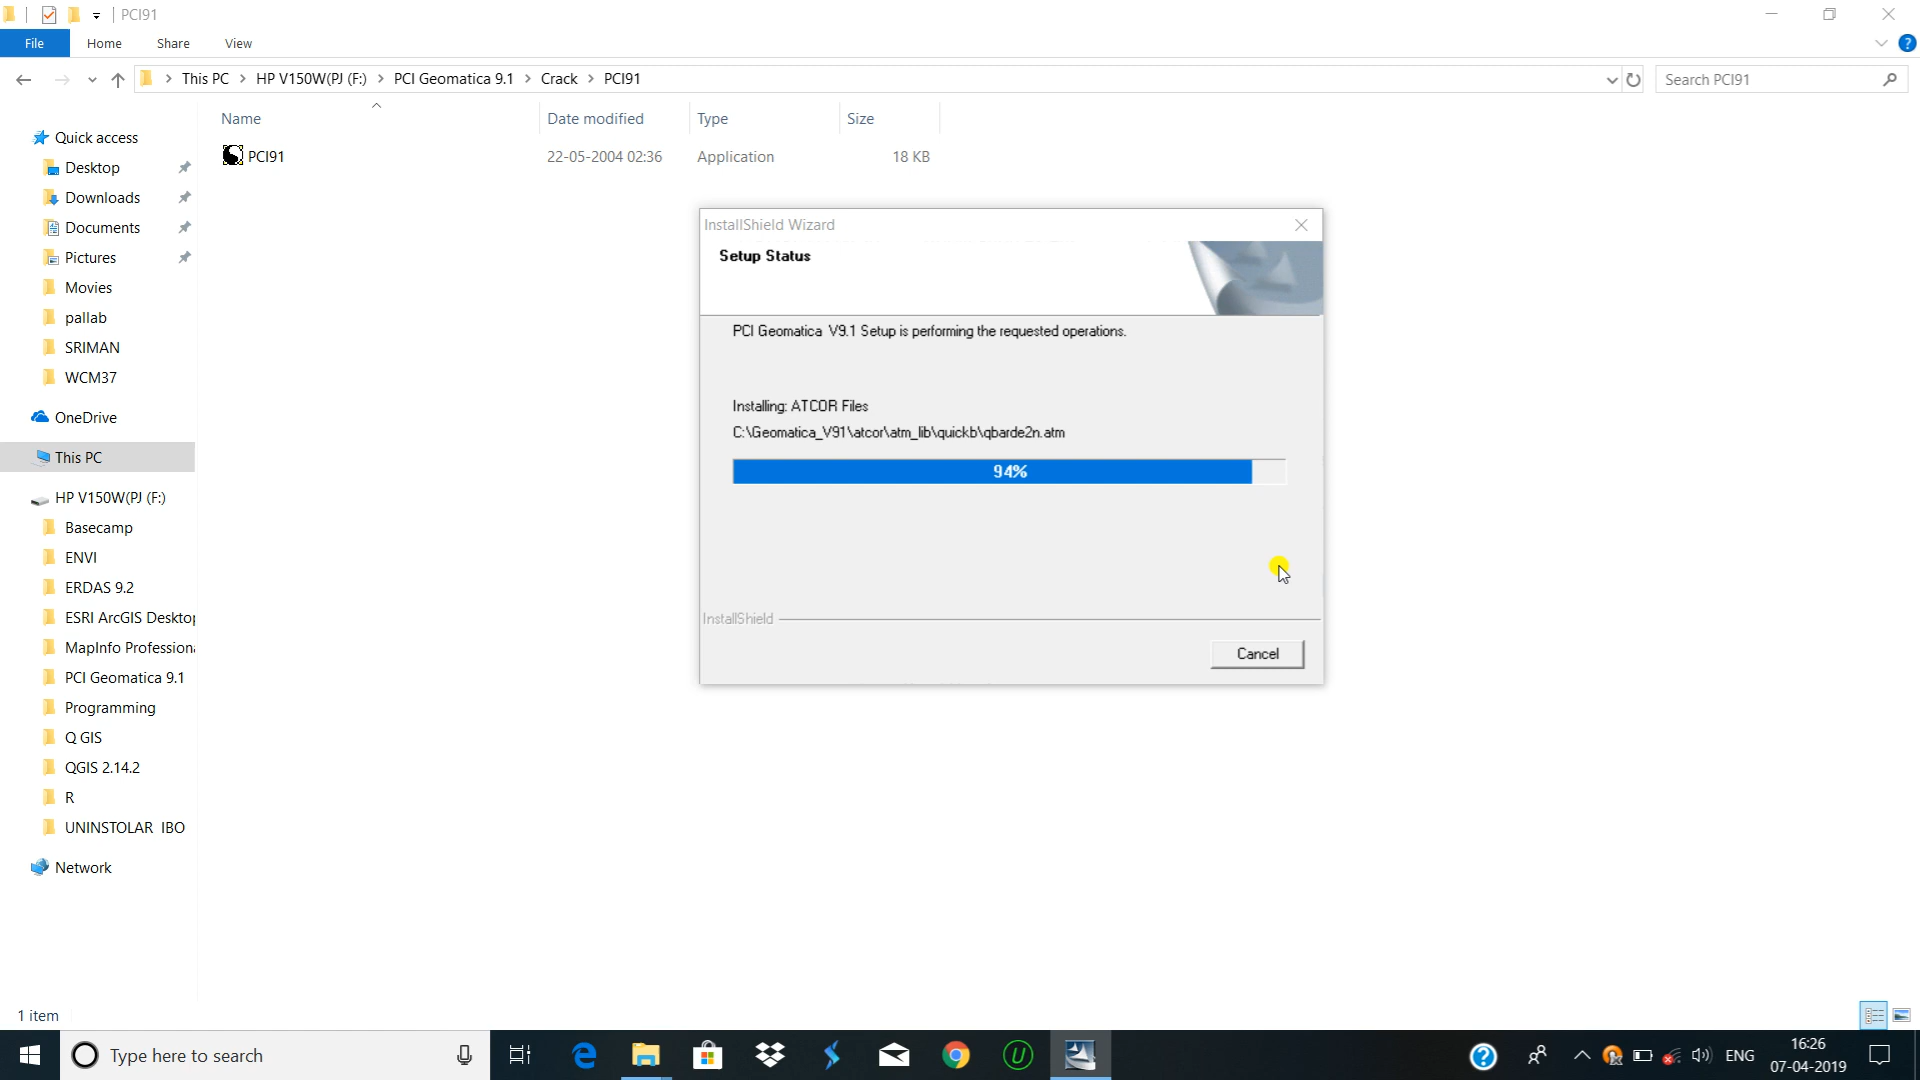 PCI91
File Home Share View
This PC > HP V150W(PJ (F:) > PCI Geomatica 9.1 > Crack > PCI91
Search PCI91
Name Date modified Type Size
PCI91 22-05-2004 02:36 Application 18 KB
Quick access
Desktop
Downloads
Documents
Pictures
Movies
pallab
SRIMAN
WCM37
OneDrive
This PC
HP V150W(PJ (F:)
Basecamp
ENVI
ERDAS 9.2
ESRI ArcGIS Desktop
MapInfo Profession
PCI Geomatica 9.1
Programming
Q GIS
QGIS 2.14.2
R
UNINSTOLAR IBO
Network
InstallShield Wizard
Setup Status
PCI Geomatica V9.1 Setup is performing the requested operations.
Installing: ATCOR Files
C:\Geomatica_V91\atcor\atm_lib\quickb\qbarde2n.atm
94%
InstallShield
Cancel
1 item
Type here to search
ENG
16:26
07-04-2019